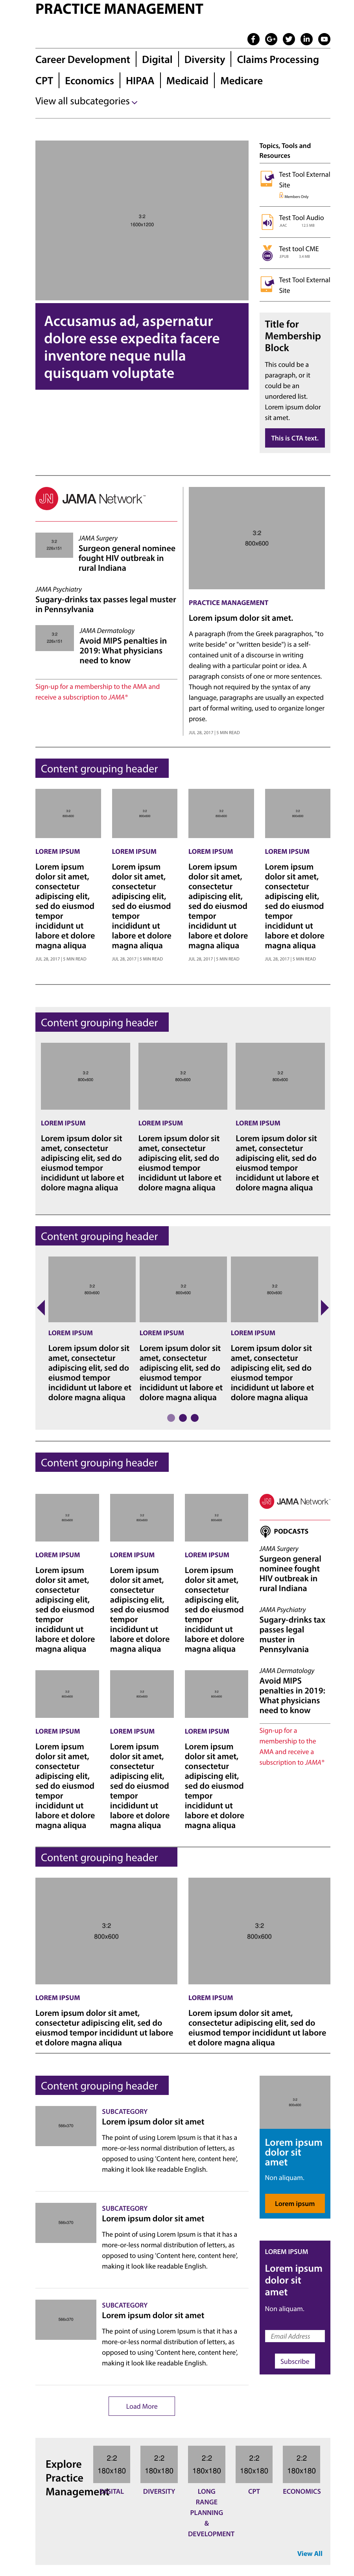 PRACTICE MANAGEMENT
Career Development
Digital
Diversity
Claims Processing
CPT
Economics
HIPAA
Medicaid
Medicare
View all subcategories
3:2
1600x1200
Accusamus ad, aspernatur
dolore esse expedita facere
inventore neque nulla
quisquam voluptate
Topics, Tools and
Resources
Test Tool External
Site
Members Only
Test Tool Audio
AAC 12.2 MB
Test tool CME
EPUB 3.4 MB
Test Tool External
Site
Title for
Membership
Block
This could be a
paragraph, or it
could be an
unordered list.
Lorem ipsum dolor
sit amet.
This is CTA text.
JN JAMA Network™
3:2
228x151
JAMA Surgery
Surgeon general nominee
fought HIV outbreak in
rural Indiana
JAMA Psychiatry
Sugary-drinks tax passes legal muster
in Pennsylvania
3:2
228x151
JAMA Dermatology
Avoid MIPS penalties in
2019: What physicians
need to know
Sign-up for a membership to the AMA and
receive a subscription to JAMA®
3:2
800x600
PRACTICE MANAGEMENT
Lorem ipsum dolor sit amet.
A paragraph (from the Greek paragraphos, "to
write beside" or "written beside") is a self-
contained unit of a discourse in writing
dealing with a particular point or idea. A
paragraph consists of one or more sentences.
Though not required by the syntax of any
language, paragraphs are usually an expected
part of formal writing, used to organize longer
prose.
JUL 28, 2017 | 5 MIN READ
Content grouping header
3:2
800x600
LOREM IPSUM
Lorem ipsum
dolor sit amet,
consectetur
adipiscing elit,
sed do eiusmod
tempor
incididunt ut
labore et dolore
magna aliqua
JUL 28, 2017 | 5 MIN READ
3:2
800x600
LOREM IPSUM
Lorem ipsum
dolor sit amet,
consectetur
adipiscing elit,
sed do eiusmod
tempor
incididunt ut
labore et dolore
magna aliqua
JUL 28, 2017 | 5 MIN READ
3:2
800x600
LOREM IPSUM
Lorem ipsum
dolor sit amet,
consectetur
adipiscing elit,
sed do eiusmod
tempor
incididunt ut
labore et dolore
magna aliqua
JUL 28, 2017 | 5 MIN READ
3:2
800x600
LOREM IPSUM
Lorem ipsum
dolor sit amet,
consectetur
adipiscing elit,
sed do eiusmod
tempor
incididunt ut
labore et dolore
magna aliqua
JUL 28, 2017 | 5 MIN READ
Content grouping header
3:2
800x600
LOREM IPSUM
Lorem ipsum dolor sit
amet, consectetur
adipiscing elit, sed do
eiusmod tempor
incididunt ut labore et
dolore magna aliqua
3:2
800x600
LOREM IPSUM
Lorem ipsum dolor sit
amet, consectetur
adipiscing elit, sed do
eiusmod tempor
incididunt ut labore et
dolore magna aliqua
3:2
800x600
LOREM IPSUM
Lorem ipsum dolor sit
amet, consectetur
adipiscing elit, sed do
eiusmod tempor
incididunt ut labore et
dolore magna aliqua
Content grouping header
3:2
800x600
LOREM IPSUM
Lorem ipsum dolor sit
amet, consectetur
adipiscing elit, sed do
eiusmod tempor
incididunt ut labore et
dolore magna aliqua
3:2
800x600
LOREM IPSUM
Lorem ipsum dolor sit
amet, consectetur
adipiscing elit, sed do
eiusmod tempor
incididunt ut labore et
dolore magna aliqua
3:2
800x600
LOREM IPSUM
Lorem ipsum dolor sit
amet, consectetur
adipiscing elit, sed do
eiusmod tempor
incididunt ut labore et
dolore magna aliqua
Content grouping header
3:2
800x600
LOREM IPSUM
Lorem ipsum
dolor sit amet,
consectetur
adipiscing elit,
sed do eiusmod
tempor
incididunt ut
labore et dolore
magna aliqua
3:2
800x600
LOREM IPSUM
Lorem ipsum
dolor sit amet,
consectetur
adipiscing elit,
sed do eiusmod
tempor
incididunt ut
labore et dolore
magna aliqua
3:2
800x600
LOREM IPSUM
Lorem ipsum
dolor sit amet,
consectetur
adipiscing elit,
sed do eiusmod
tempor
incididunt ut
labore et dolore
magna aliqua
3:2
800x600
LOREM IPSUM
Lorem ipsum
dolor sit amet,
consectetur
adipiscing elit,
sed do eiusmod
tempor
incididunt ut
labore et dolore
magna aliqua
3:2
800x600
LOREM IPSUM
Lorem ipsum
dolor sit amet,
consectetur
adipiscing elit,
sed do eiusmod
tempor
incididunt ut
labore et dolore
magna aliqua
3:2
800x600
LOREM IPSUM
Lorem ipsum
dolor sit amet,
consectetur
adipiscing elit,
sed do eiusmod
tempor
incididunt ut
labore et dolore
magna aliqua
JN JAMA Network™
PODCASTS
JAMA Surgery
Surgeon general
nominee fought
HIV outbreak in
rural Indiana
JAMA Psychiatry
Sugary-drinks tax
passes legal
muster in
Pennsylvania
JAMA Dermatology
Avoid MIPS
penalties in 2019:
What physicians
need to know
Sign-up for a
membership to the
AMA and receive a
subscription to JAMA®
Content grouping header
3:2
800x600
LOREM IPSUM
Lorem ipsum dolor sit amet,
consectetur adipiscing elit, sed do
eiusmod tempor incididunt ut labore
et dolore magna aliqua
3:2
800x600
LOREM IPSUM
Lorem ipsum dolor sit amet,
consectetur adipiscing elit, sed do
eiusmod tempor incididunt ut labore
et dolore magna aliqua
Content grouping header
566x370
SUBCATEGORY
Lorem ipsum dolor sit amet
The point of using Lorem Ipsum is that it has a
more-or-less normal distribution of letters, as
opposed to using 'Content here, content here',
making it look like readable English.
566x370
SUBCATEGORY
Lorem ipsum dolor sit amet
The point of using Lorem Ipsum is that it has a
more-or-less normal distribution of letters, as
opposed to using 'Content here, content here',
making it look like readable English.
566x370
SUBCATEGORY
Lorem ipsum dolor sit amet
The point of using Lorem Ipsum is that it has a
more-or-less normal distribution of letters, as
opposed to using 'Content here, content here',
making it look like readable English.
Load More
3:2
800x600
Lorem ipsum
dolor sit
amet
Non aliquam.
Lorem ipsum
LOREM IPSUM
Lorem ipsum
dolor sit
amet
Non aliquam.
Email Address
Subscribe
Explore
Practice
Management
2:2
180x180
DIGITAL
2:2
180x180
DIVERSITY
2:2
180x180
LONG
RANGE
PLANNING
&
DEVELOPMENT
2:2
180x180
CPT
2:2
180x180
ECONOMICS
View All